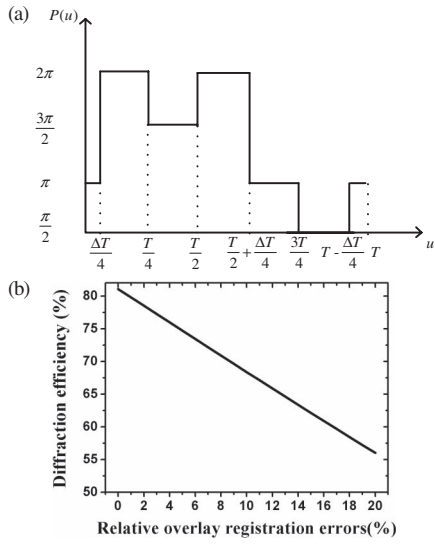 (a)
P(u)
2π
3π/2
π
π/2
ΔT/4 T/4 T/2 T/2 + ΔT/4 3T/4 T - ΔT/4 T u
(b)
Diffraction efficiency (%)
80
75
70
65
60
55
50
0 2 4 6 8 10 12 14 16 18 20
Relative overlay registration errors(%)